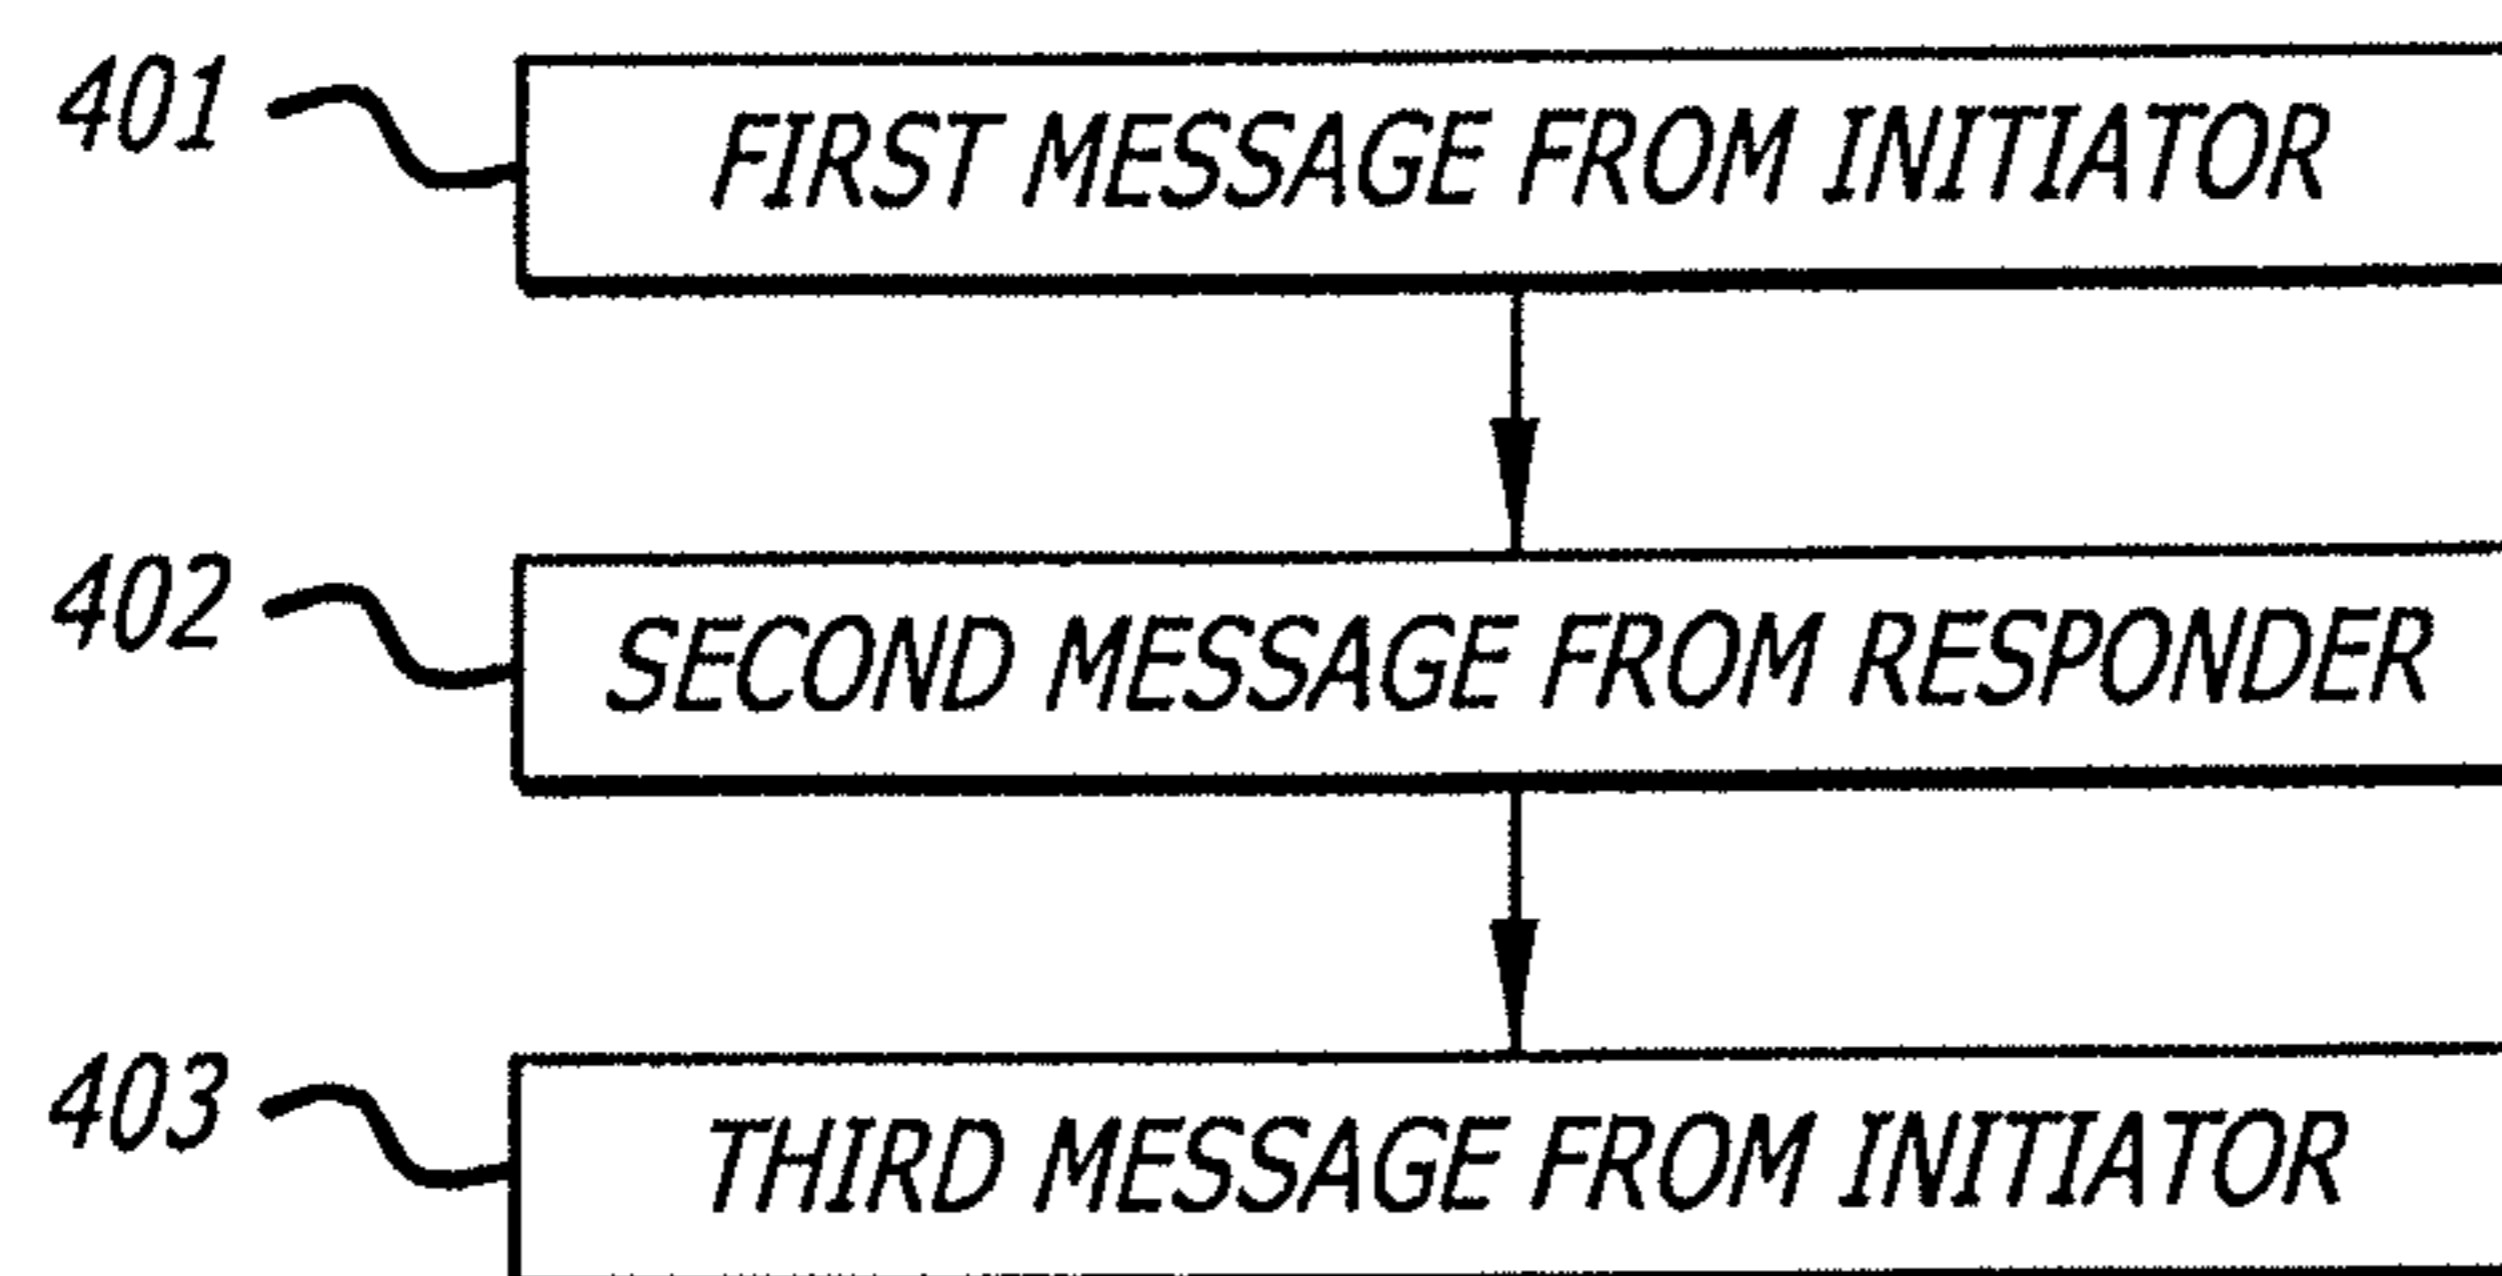 401 FIRST MESSAGE FROM INITIATOR
402 SECOND MESSAGE FROM RESPONDER
403 THIRD MESSAGE FROM INITIATOR